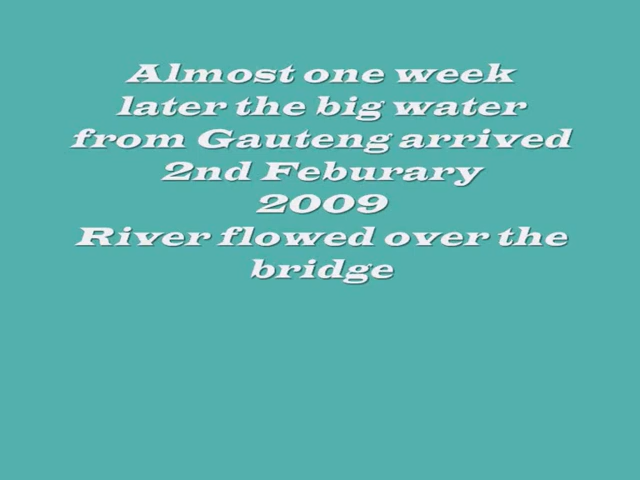 Almost one week
later the big water
from Gauteng arrived
2nd Feburary
2009
River flowed over the
bridge